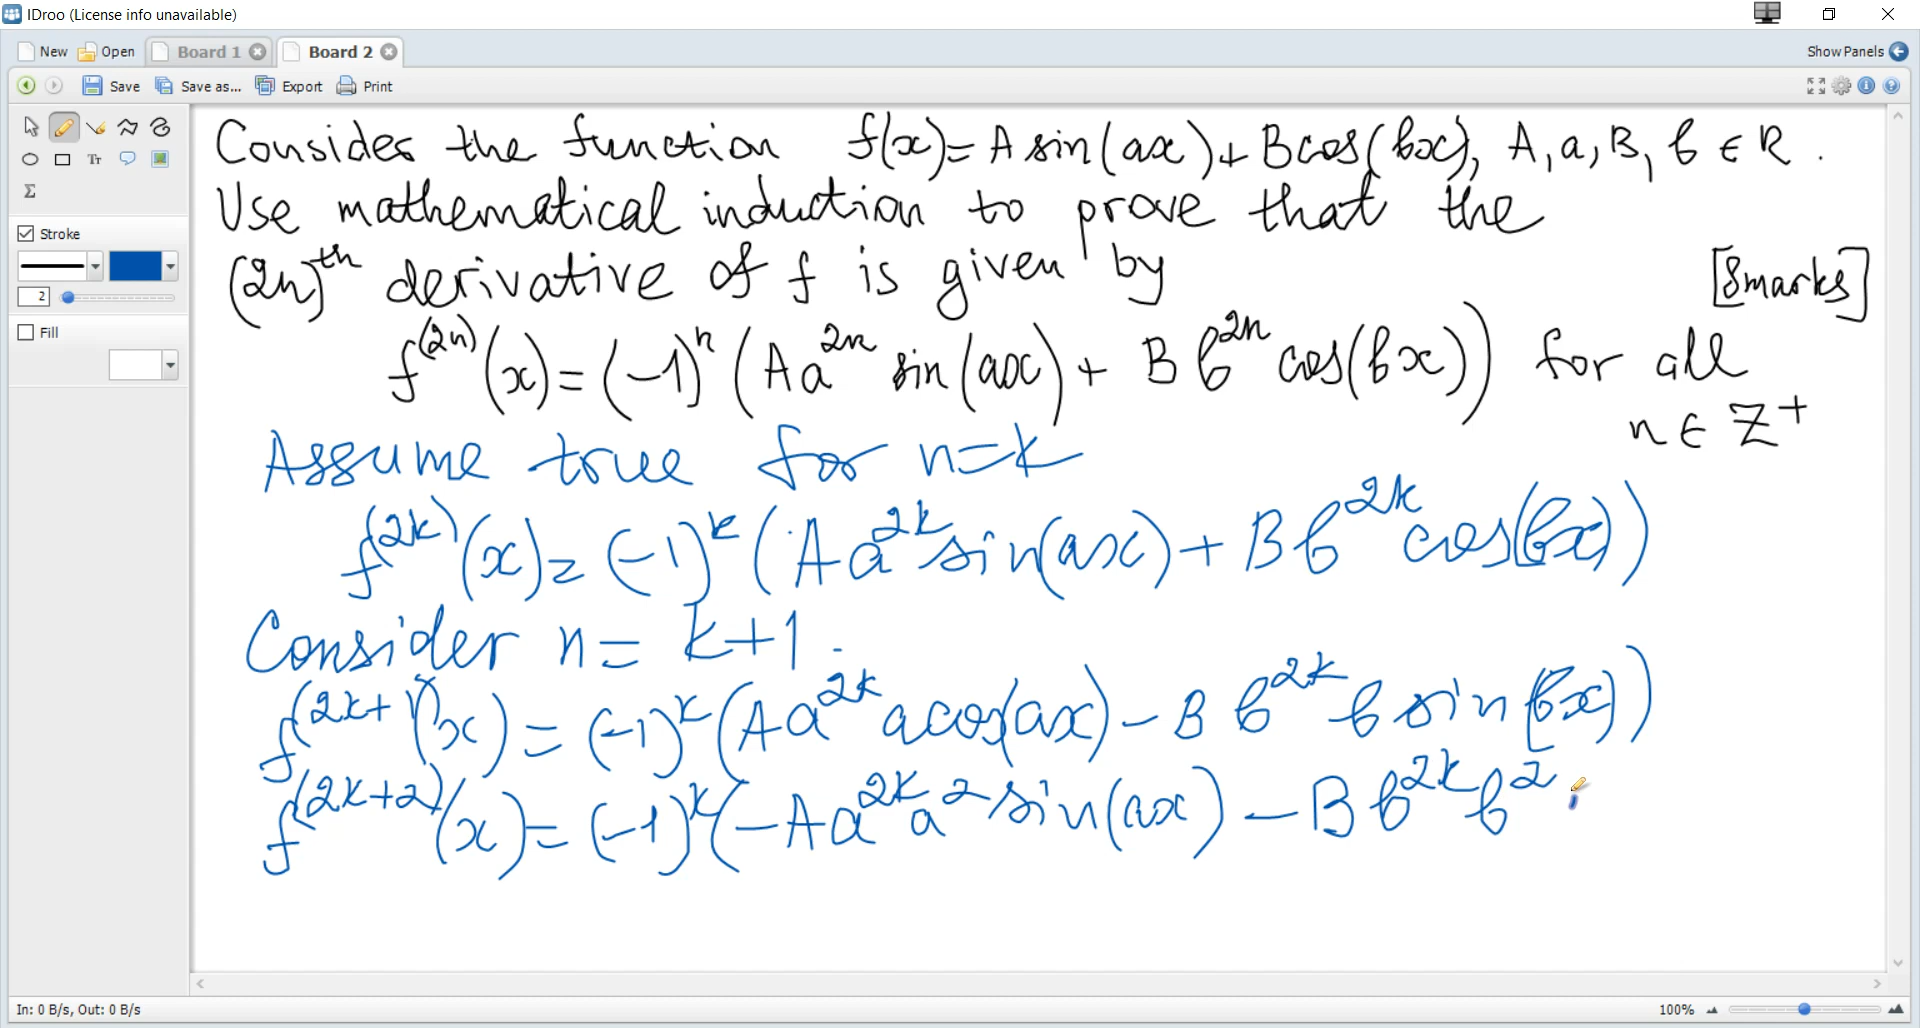 IDroo (License info unavailable)
New Open Board 1 Board 2 Show Panels
Save Save as... Export Print
Consider the function f(x)= A sin(ax)+ B cos(bx), A, a, B, b ∈ R .
Use mathematical induction to prove that the
(2n)^th derivative of f is given by [8marks]
f^(2n)(x)=(-1)^n (A a^2n sin(ax)+ B b^2n cos(bx)) for all
n ∈ Z^+
Assume true for n=k
f^(2k)(x)= (-1)^k (A a^2k sin(ax)+ B b^2k cos(bx))
Consider n= k+1.
f^(2k+1)(x) = (-1)^k (A a^2k a cos(ax) - B b^2k b sin(bx))
f^(2k+2)(x)= (-1)^k (-A a^2k a^2 sin(ax) - B b^2k b^2
Tr
Σ
Stroke
2
Fill
In: 0 B/s, Out: 0 B/s 100%